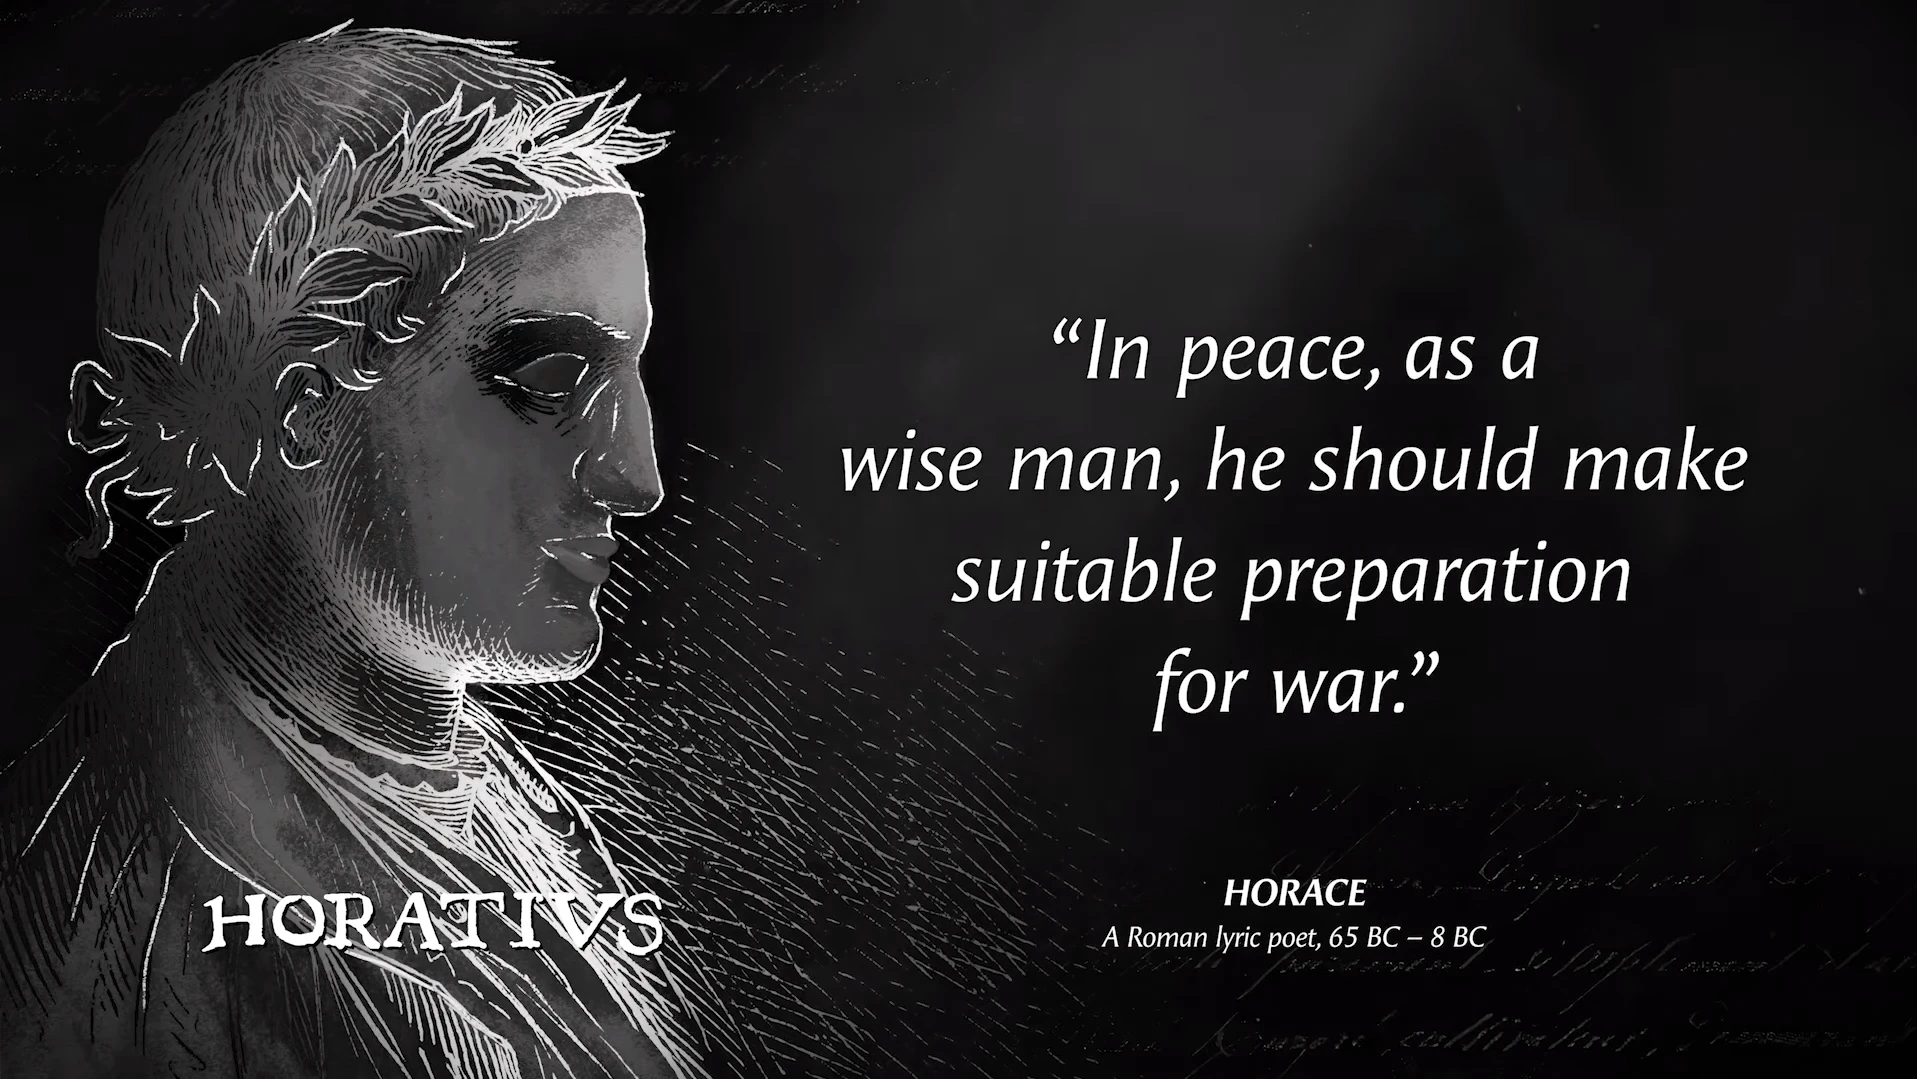 “In peace, as a
wise man, he should make
suitable preparation
for war.”
HORACE
A Roman lyric poet, 65 BC – 8 BC
HORATIVS